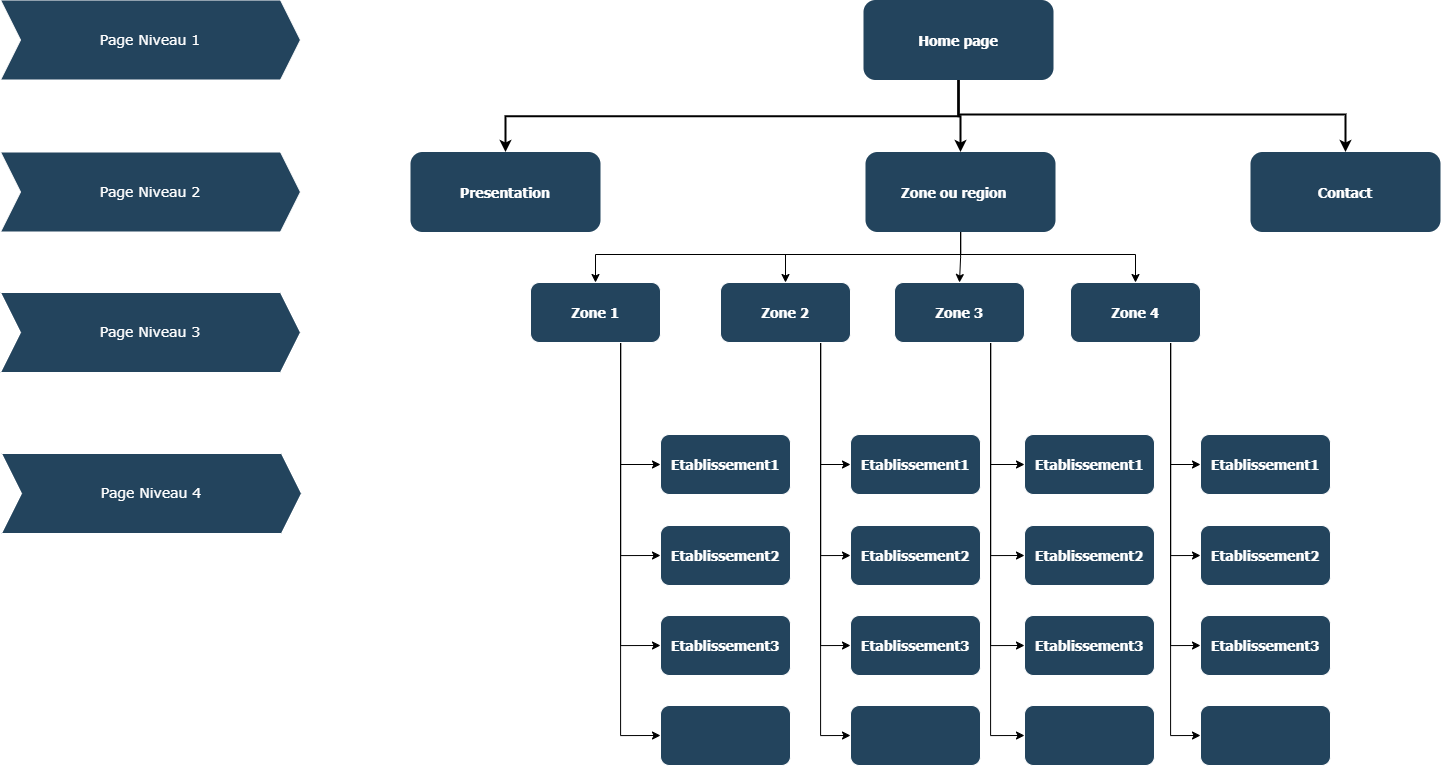 Page Niveau 1
Home page
Page Niveau 2
Presentation
Zone ou region
Contact
Page Niveau 3
Zone 1
Zone 2
Zone 3
Zone 4
Page Niveau 4
Etablissement1
Etablissement1
Etablissement1
Etablissement1
Etablissement2
Etablissement2
Etablissement2
Etablissement2
Etablissement3
Etablissement3
Etablissement3
Etablissement3